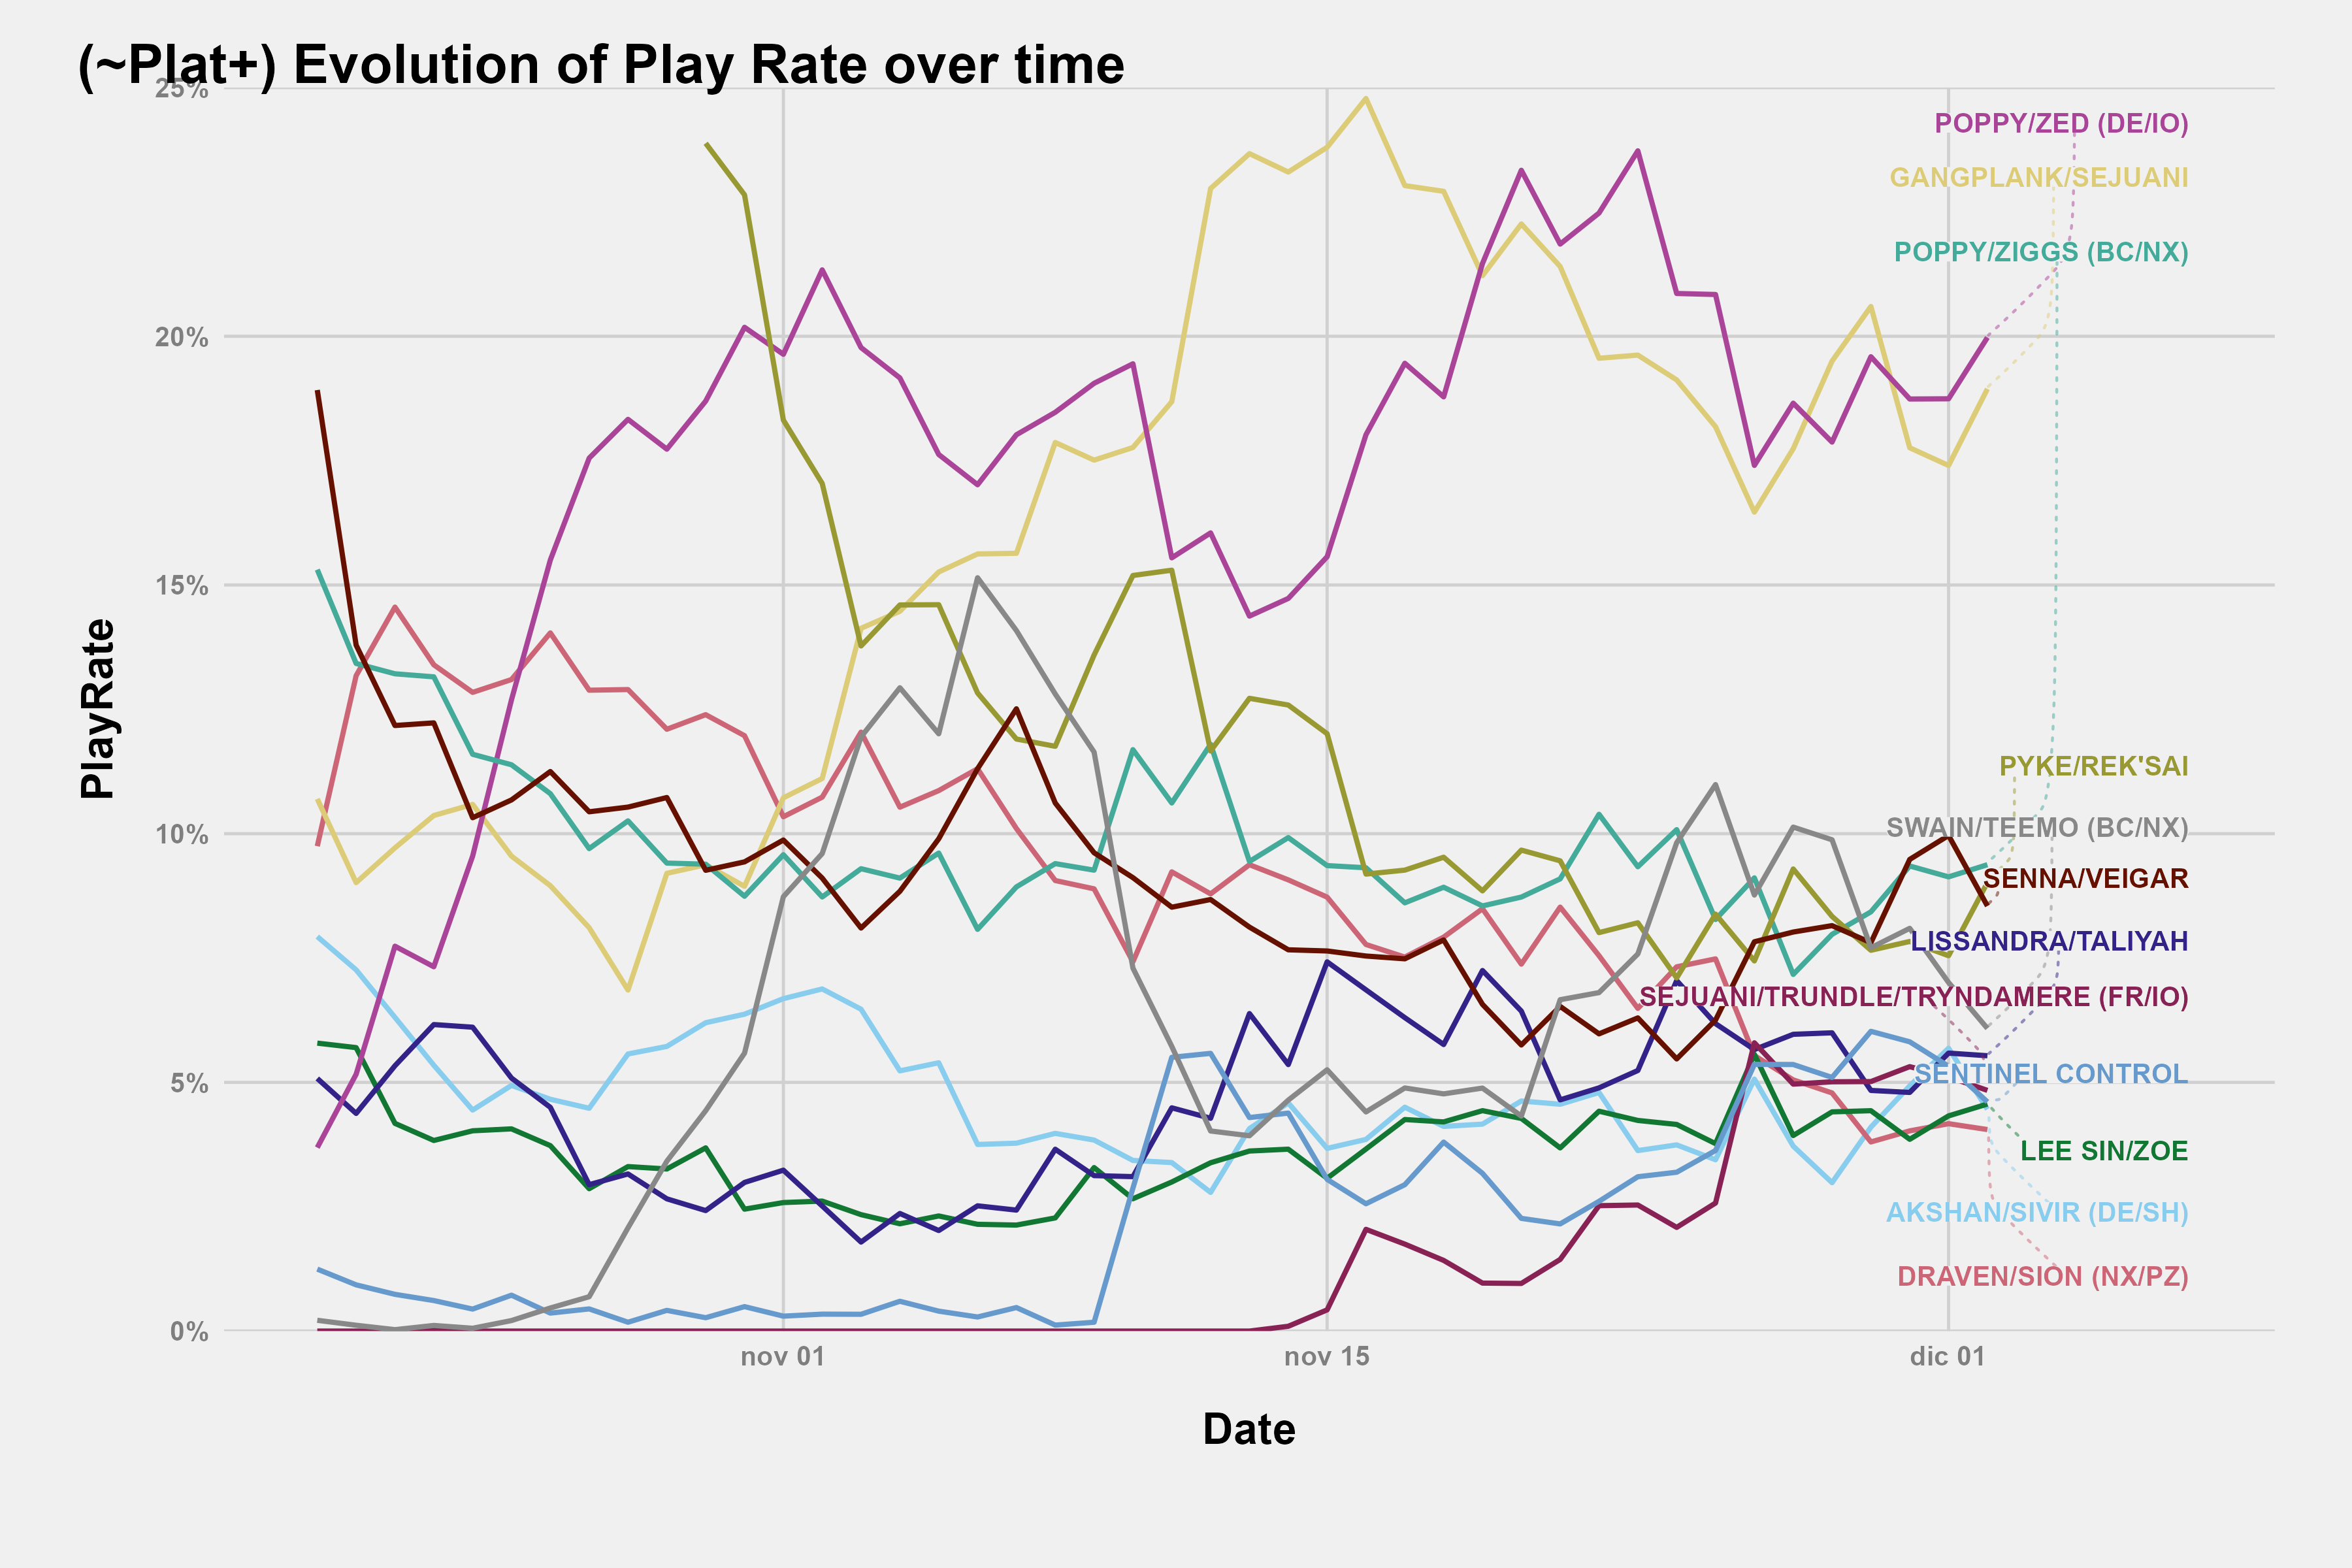 (~Plat+) Evolution of Play Rate over time
25%
20%
15%
10%
5%
0%
PlayRate
POPPY/ZED (DE/IO)
GANGPLANK/SEJUANI
POPPY/ZIGGS (BC/NX)
PYKE/REK'SAI
SWAIN/TEEMO (BC/NX)
SENNA/VEIGAR
LISSANDRA/TALIYAH
SEJUANI/TRUNDLE/TRYNDAMERE (FR/IO)
SENTINEL CONTROL
LEE SIN/ZOE
AKSHAN/SIVIR (DE/SH)
DRAVEN/SION (NX/PZ)
nov 01
nov 15
dic 01
Date